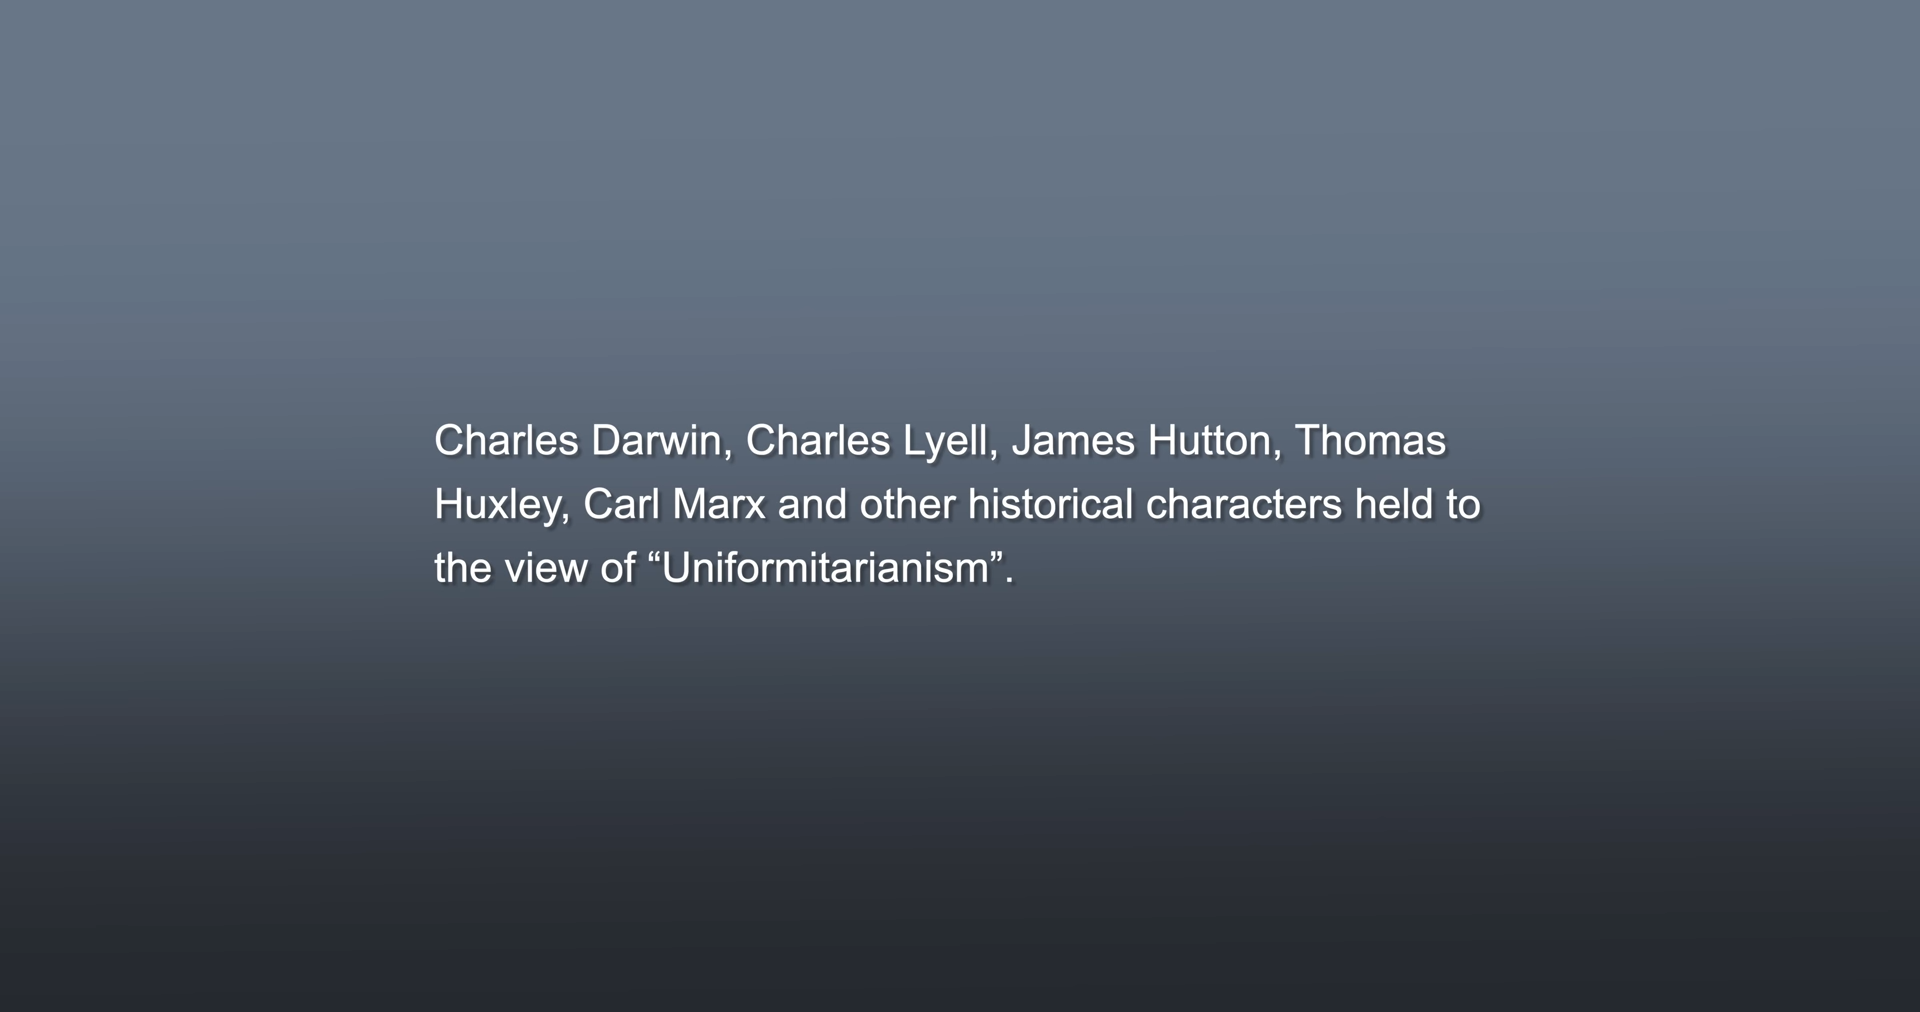 Charles Darwin, Charles Lyell, James Hutton, Thomas
Huxley, Carl Marx and other historical characters held to
the view of “Uniformitarianism”.